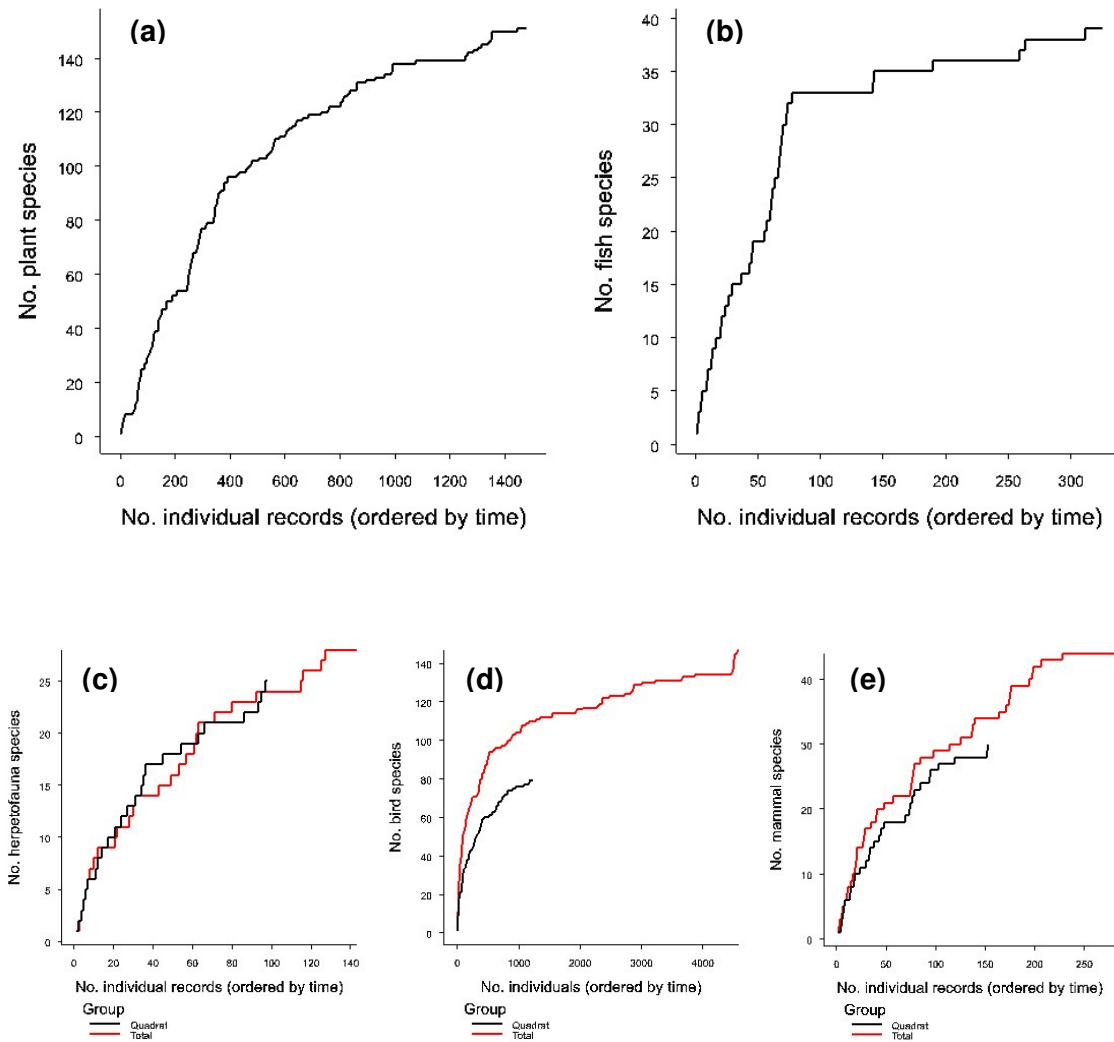 (a)
No. plant species
140
120
100
80
60
40
20
0
0 200 400 600 800 1000 1200 1400
No. individual records (ordered by time)
(b)
No. fish species
40
35
30
25
20
15
10
5
0
0 50 100 150 200 250 300
No. individual records (ordered by time)
(c)
No. herpetofauna species
25
20
15
10
5
0
0 20 40 60 80 100 120 140
No. individual records (ordered by time)
Group
Quadrat
Total
(d)
No. bird species
140
120
100
80
60
40
20
0
0 1000 2000 3000 4000
No. individuals (ordered by time)
Group
Quadrat
Total
(e)
No. mammal species
40
30
20
10
0
0 50 100 150 200 250
No. individual records (ordered by time)
Group
Quadrat
Total